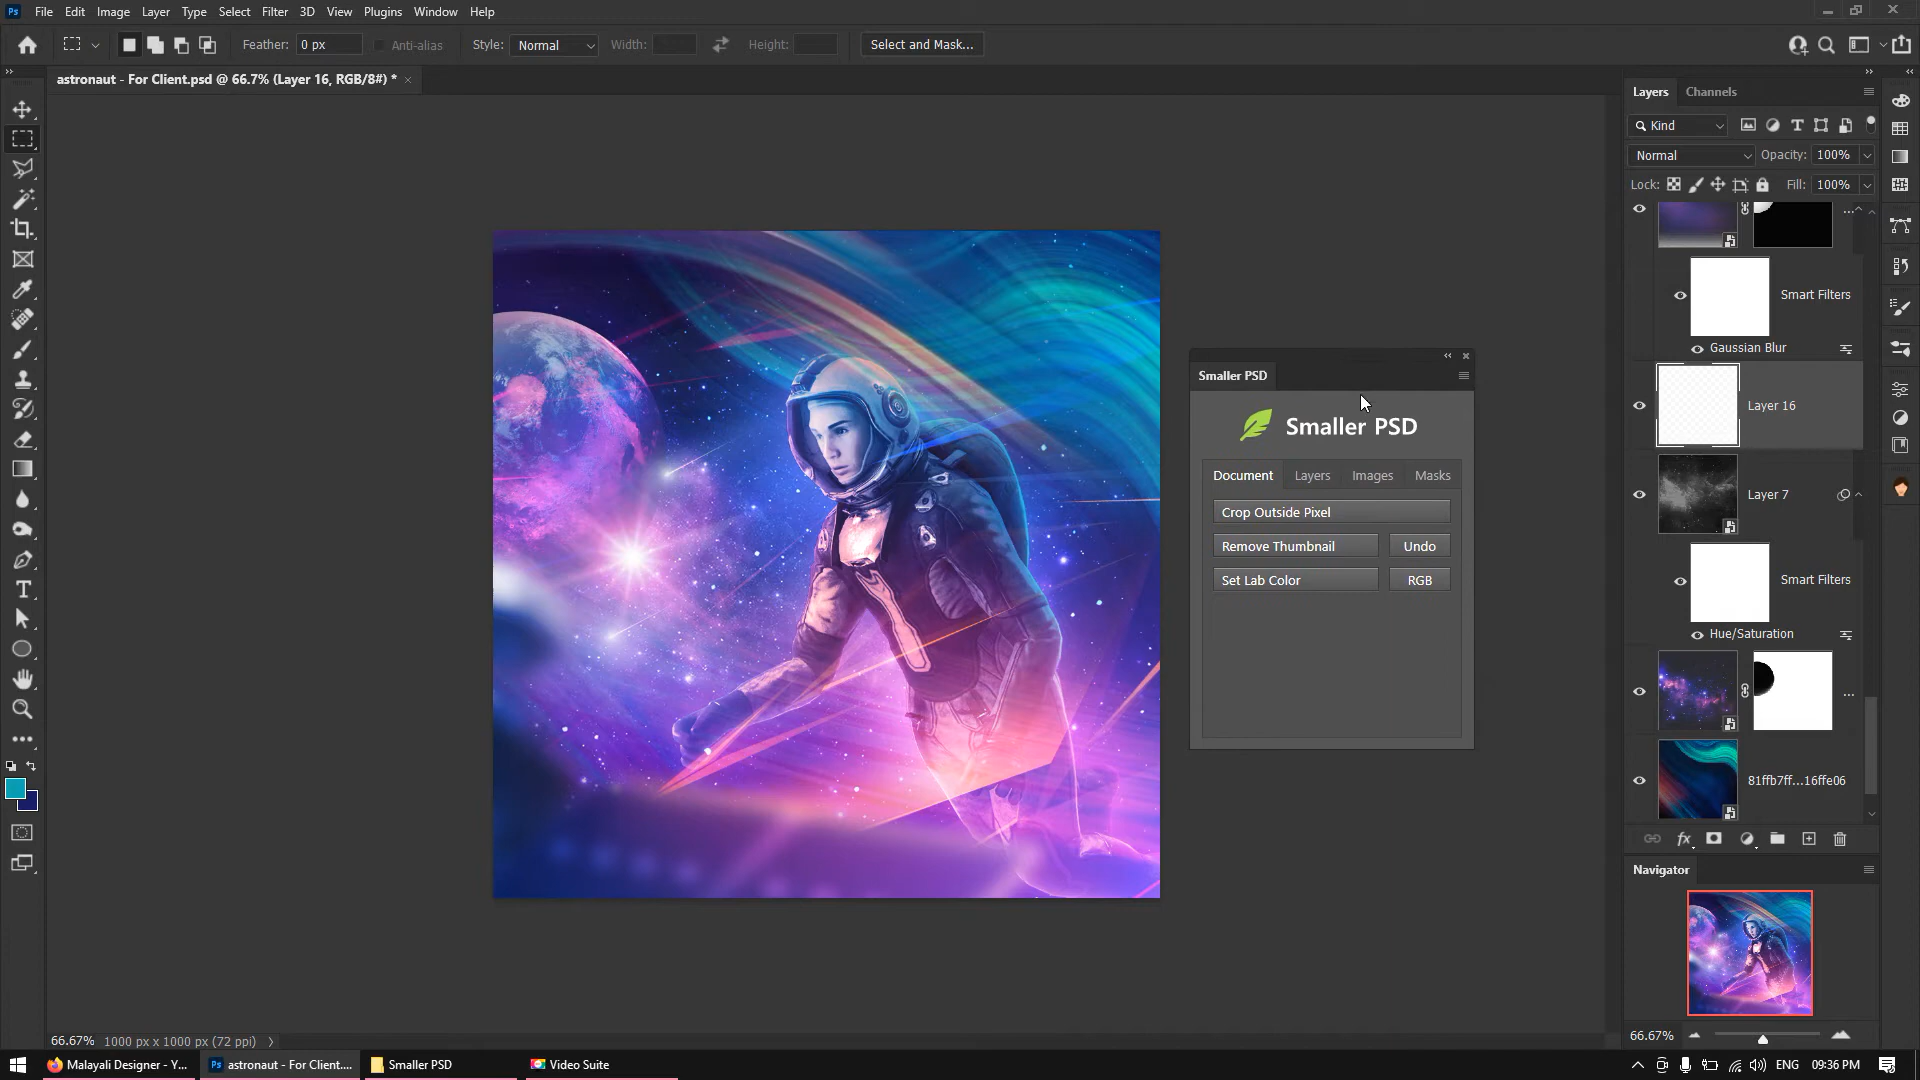 Ps File Edit Image Layer Type Select Filter 3D View Plugins Window Help
Feather: 0 px Anti-alias Style: Normal Width: Height: Select and Mask...
astronaut - For Client.psd @ 66.7% (Layer 16, RGB/8#) *
Layers Channels
Kind
Normal Opacity: 100%
Lock: Fill: 100%
Smart Filters
Gaussian Blur
Layer 16
Layer 7
Smart Filters
Hue/Saturation
81ffb7ff...16ffe06
fx
Smaller PSD
Smaller PSD
Document Layers Images Masks
Crop Outside Pixel
Remove Thumbnail Undo
Set Lab Color RGB
Navigator
66.67%
66.67% 1000 px x 1000 px (72 ppi)
Malayali Designer - Y... Ps astronaut - For Client.... Smaller PSD Video Suite ENG 09:36 PM